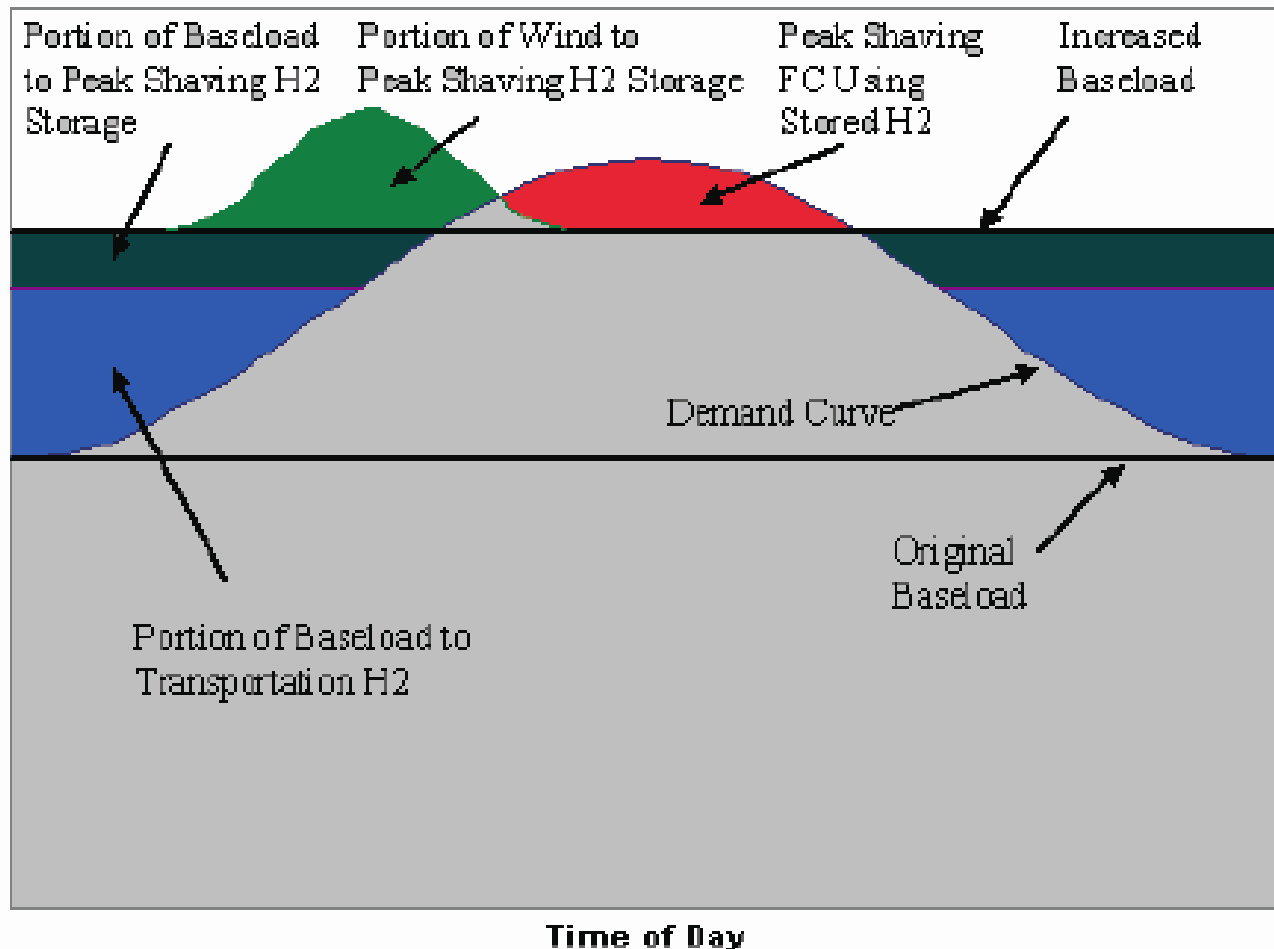 Portion of Baseload
to Peak Shaving H2
Storage
Portion of Wind to
Peak Shaving H2 Storage
Peak Shaving
FC Using
Stored H2
Increased
Baseload
Demand Curve
Original
Baseload
Portion of Baseload to
Transportation H2
Time of Day